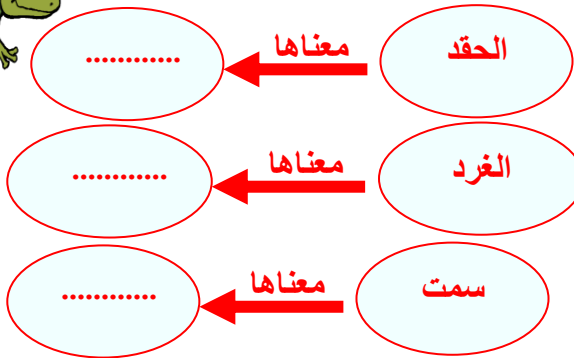 الحقد معناها ............
الغرد معناها ............
سمت معناها ............